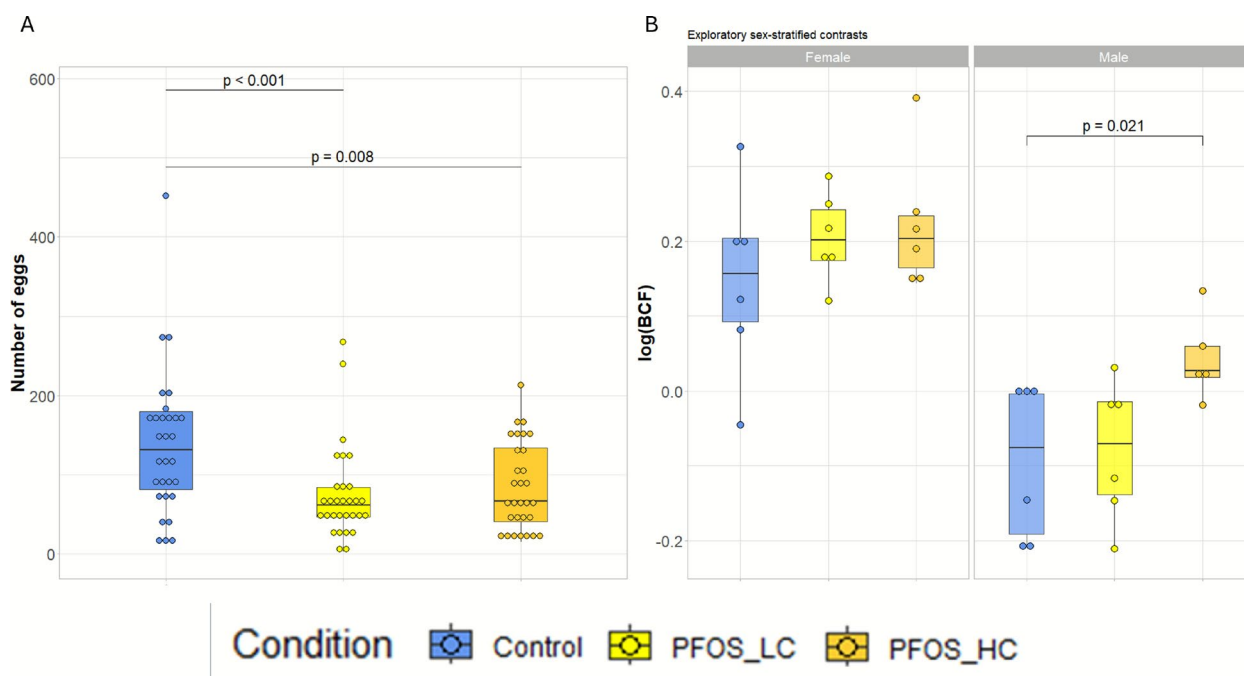 A
Number of eggs
600
400
200
0
p < 0.001
p = 0.008
B
Exploratory sex-stratified contrasts
Female
Male
log(BCF)
0.4
0.2
0.0
-0.2
p = 0.021
Condition
Control
PFOS_LC
PFOS_HC